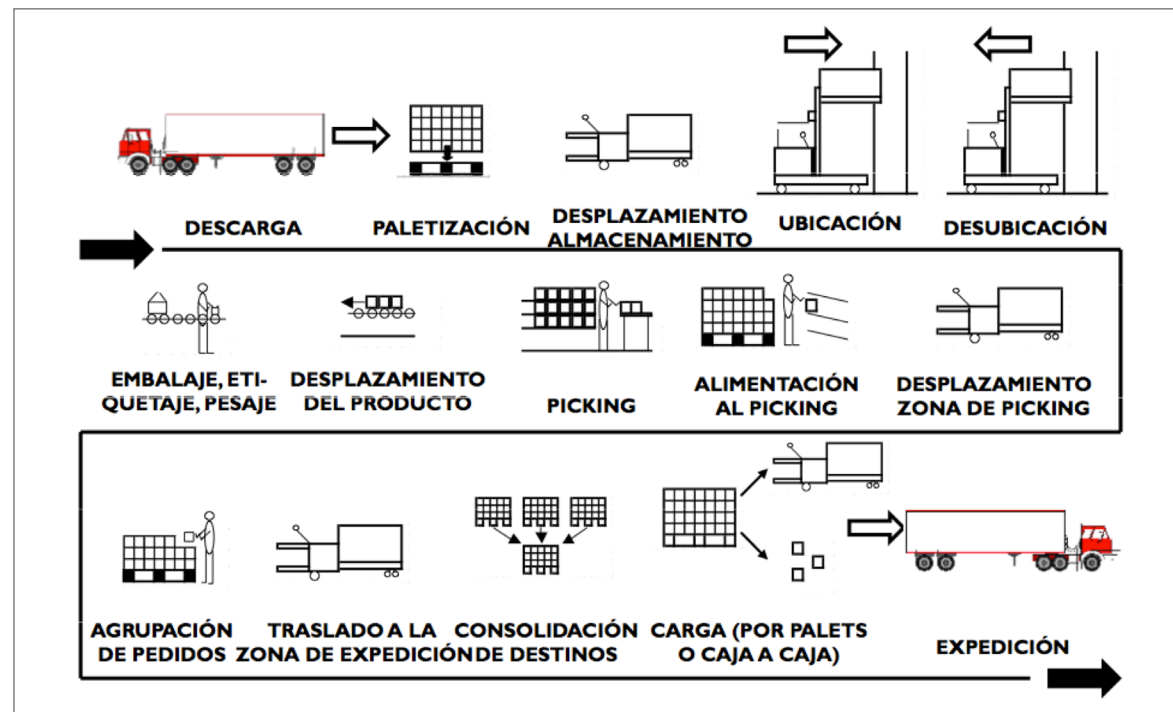 DESCARGA
PALETIZACIÓN
DESPLAZAMIENTO
ALMACENAMIENTO
UBICACIÓN
DESUBICACIÓN
EMBALAJE, ETI-
QUETAJE, PESAJE
DESPLAZAMIENTO
DEL PRODUCTO
PICKING
ALIMENTACIÓN
AL PICKING
DESPLAZAMIENTO
ZONA DE PICKING
AGRUPACIÓN
DE PEDIDOS
TRASLADO A LA
ZONA DE EXPEDICIÓN
CONSOLIDACIÓN
DE DESTINOS
CARGA (POR PALETS
O CAJA A CAJA)
EXPEDICIÓN